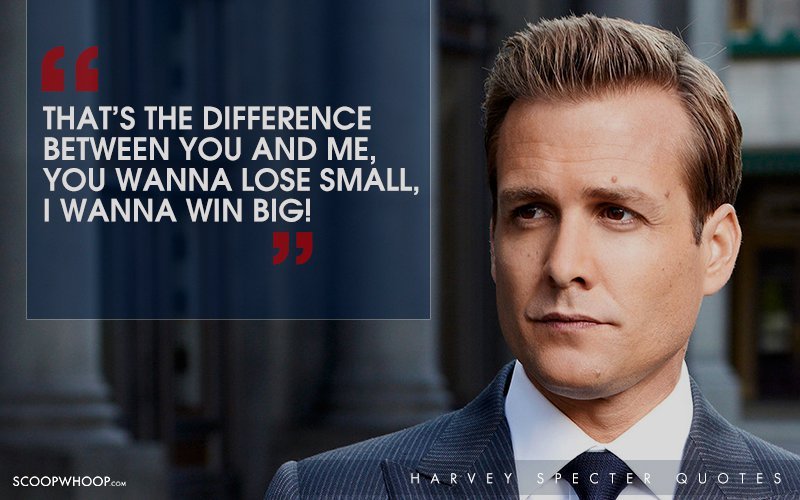 “
THAT’S THE DIFFERENCE
BETWEEN YOU AND ME,
YOU WANNA LOSE SMALL,
I WANNA WIN BIG!
”
SCOOPWHOOP.COM
HARVEY SPECTER QUOTES